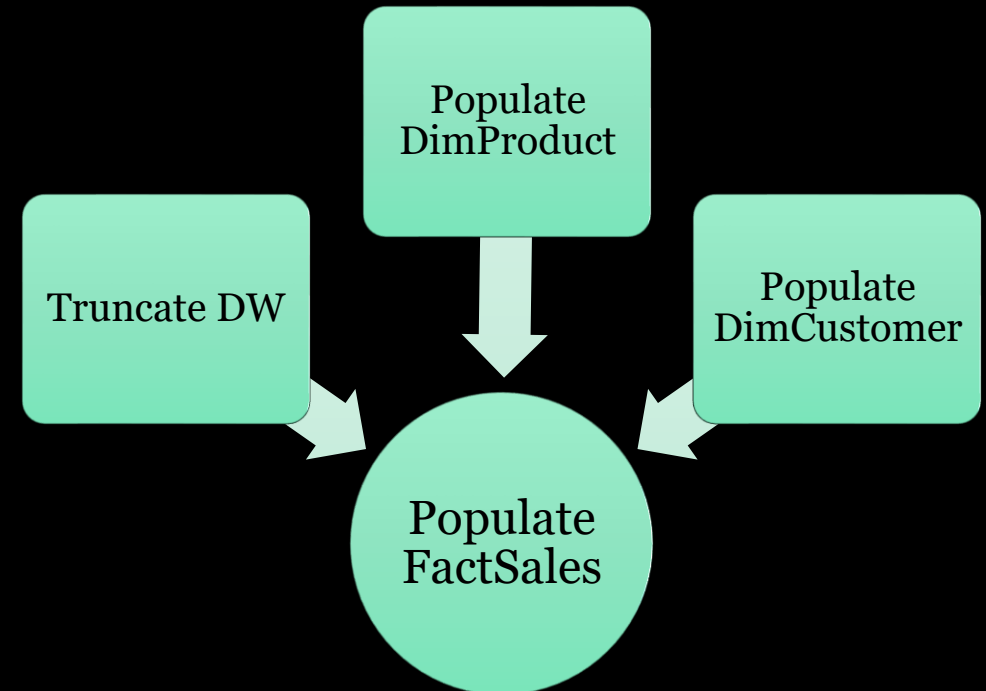 Populate
DimProduct
Truncate DW
Populate
DimCustomer
Populate
FactSales